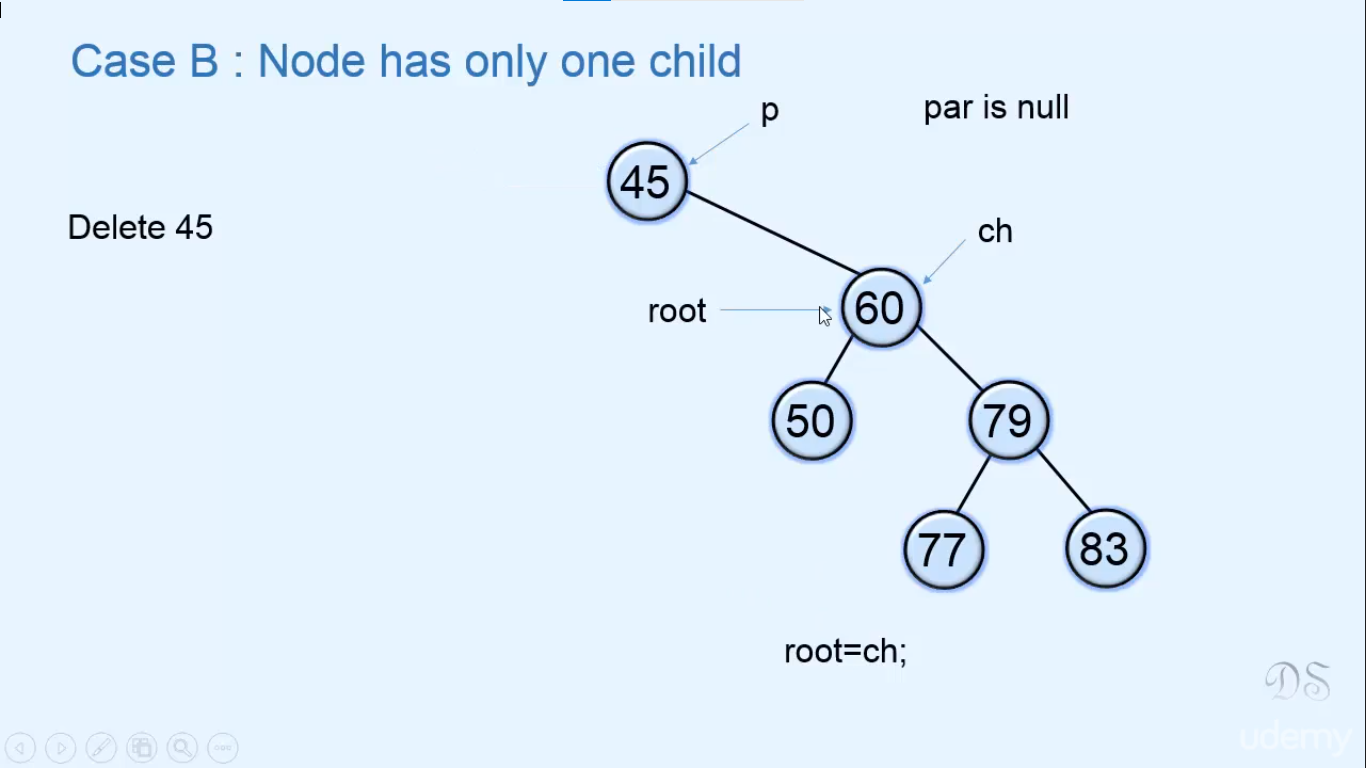 Case B : Node has only one child
p
par is null
45
Delete 45
ch
root
60
50
79
77
83
root=ch;
DS
udemy